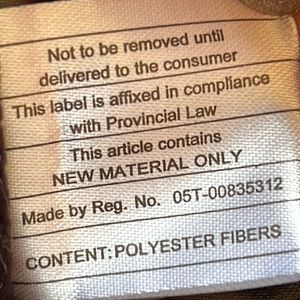 Not to be removed until
delivered to the consumer
This label is affixed in compliance
with Provincial Law
This article contains
NEW MATERIAL ONLY
Made by Reg. No. 05T-00835312
CONTENT: POLYESTER FIBERS